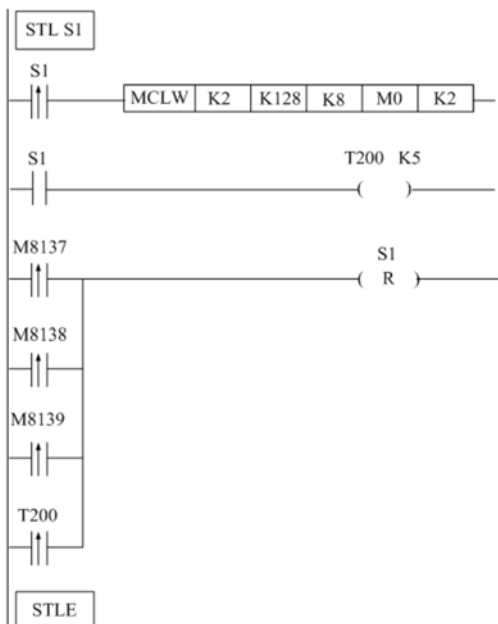 STL S1
S1
MCLW K2 K128 K8 M0 K2
S1 T200 K5
M8137 S1
R
M8138
M8139
T200
STLE